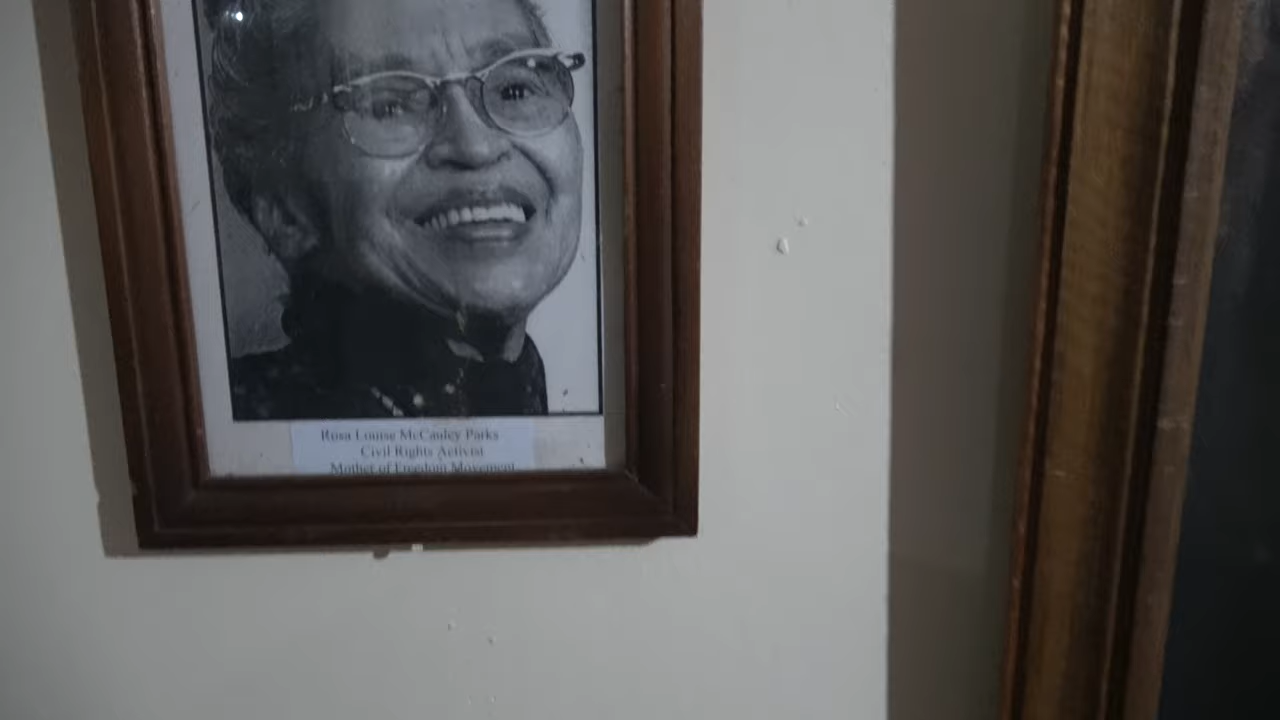 Rosa Louise McCauley Parks
Civil Rights Activist
Mother of Freedom Movement